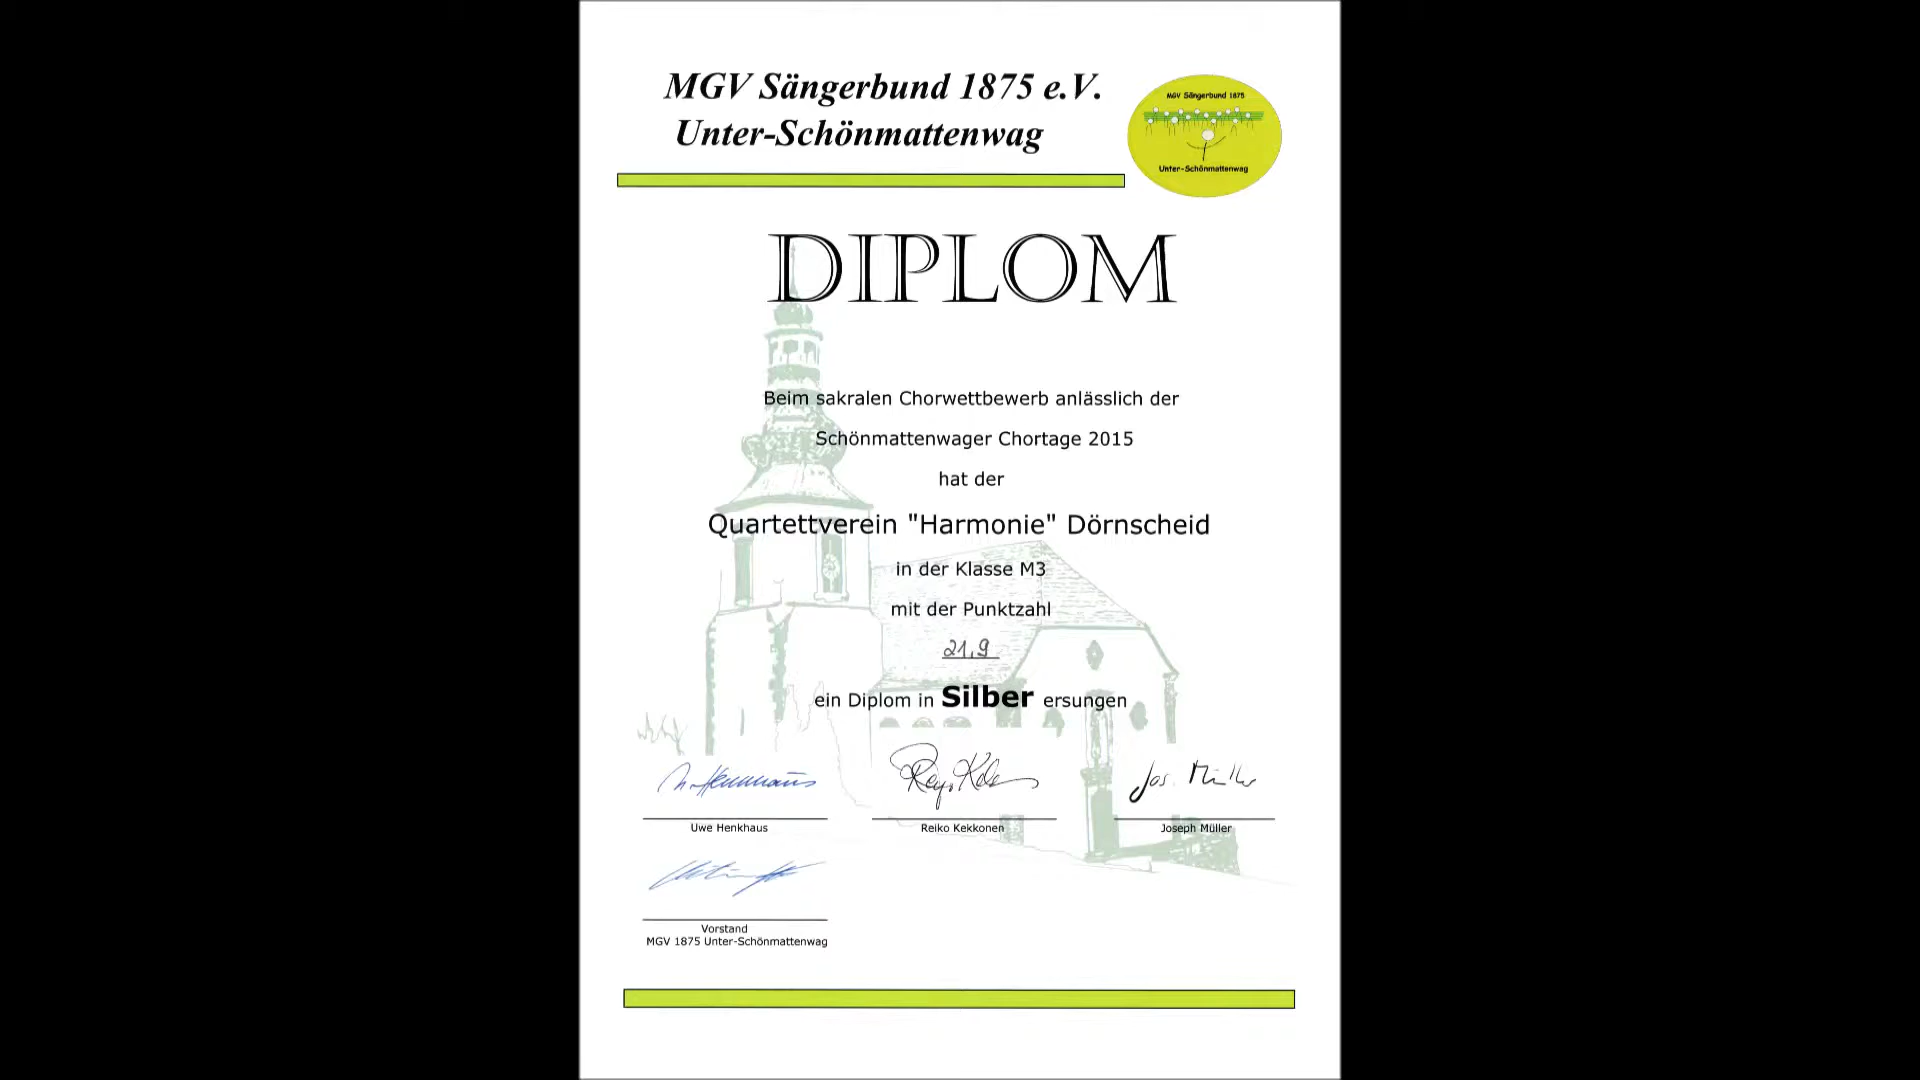 MGV Sängerbund 1875 e.V.
Unter-Schönmattenwag
MGV Sängerbund 1875
Unter-Schönmattenwag
DIPLOM
Beim sakralen Chorwettbewerb anlässlich der
Schönmattenwager Chortage 2015
hat der
Quartettverein "Harmonie" Dörnscheid
in der Klasse M3
mit der Punktzahl
21,9
ein Diplom in Silber ersungen
Jos. Müller
Uwe Henkhaus
Reiko Kekkonen
Joseph Müller
Vorstand
MGV 1875 Unter-Schönmattenwag